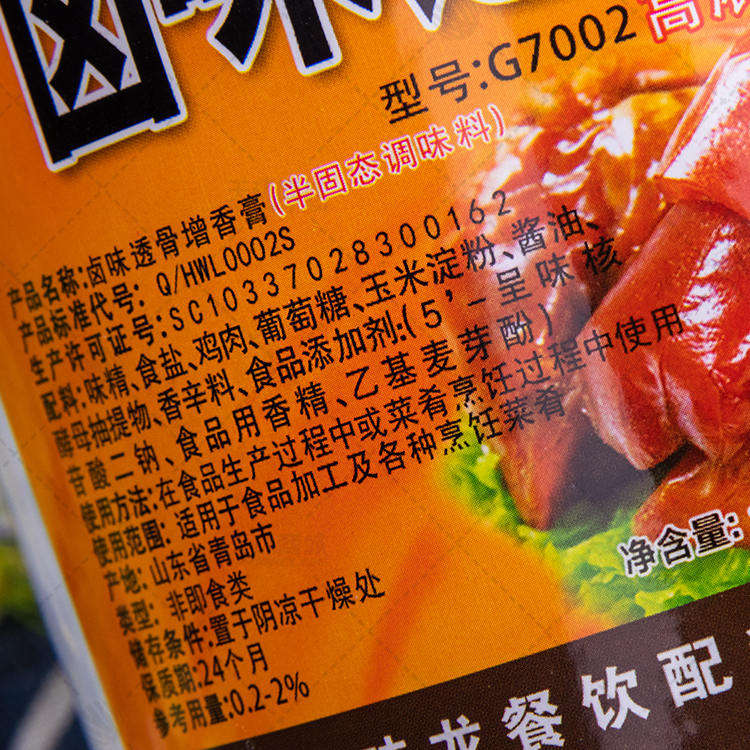 卤味
型号:G7002
高
(半固态调味料)
产品名称:卤味透骨增香膏
产品标准代号: Q/HWL0002S
生产许可证号:SC10337028300162
配料:味精、食盐、鸡肉、葡萄糖、玉米淀粉、酱油、
酵母抽提物、香辛料、食品添加剂:(5'-呈味核
苷酸二钠、食品用香精、乙基麦芽酚)
使用方法:在食品生产过程中或菜肴烹饪过程中使用
使用范围: 适用于食品加工及各种烹饪菜肴
产地: 山东省青岛市
类型: 非即食类
储存条件:置于阴凉干燥处
保质期:24个月
参考用量:0.2-2%
净含量:
龙餐饮配